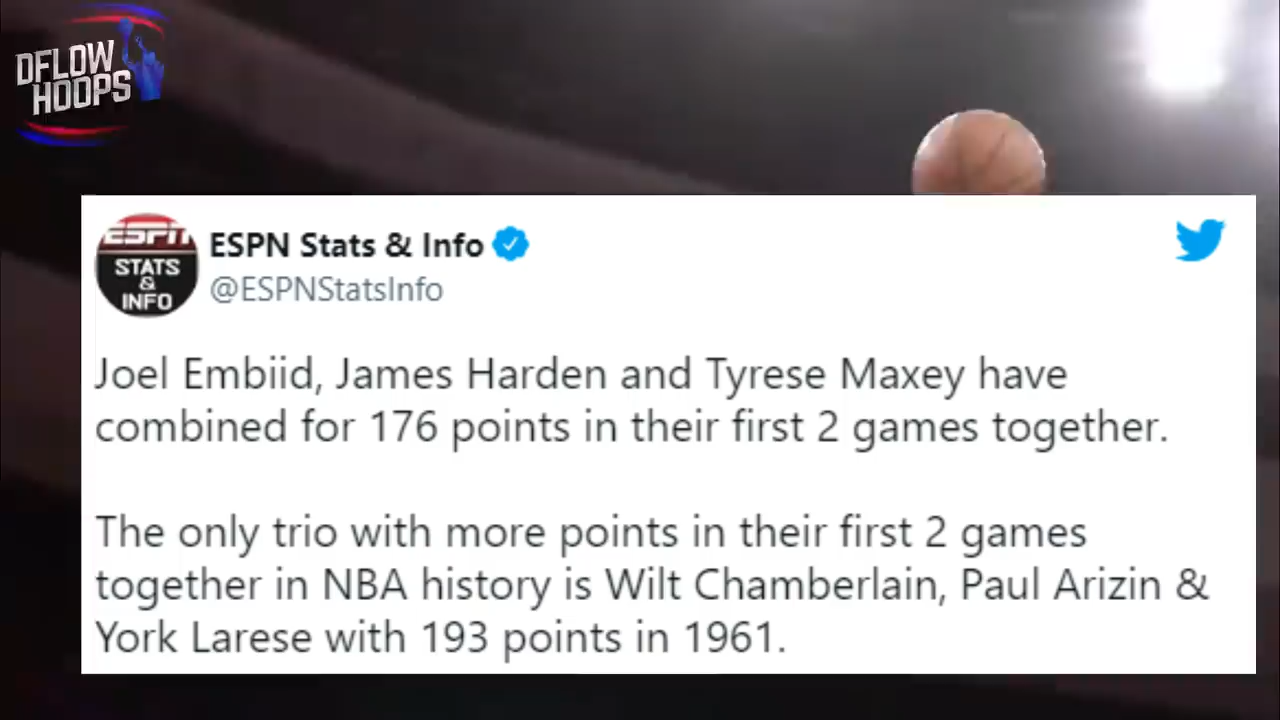 DFLOW
HOOPS
ESPN
STATS
&
INFO
ESPN Stats & Info
@ESPNStatsInfo
Joel Embiid, James Harden and Tyrese Maxey have
combined for 176 points in their first 2 games together.
The only trio with more points in their first 2 games
together in NBA history is Wilt Chamberlain, Paul Arizin &
York Larese with 193 points in 1961.